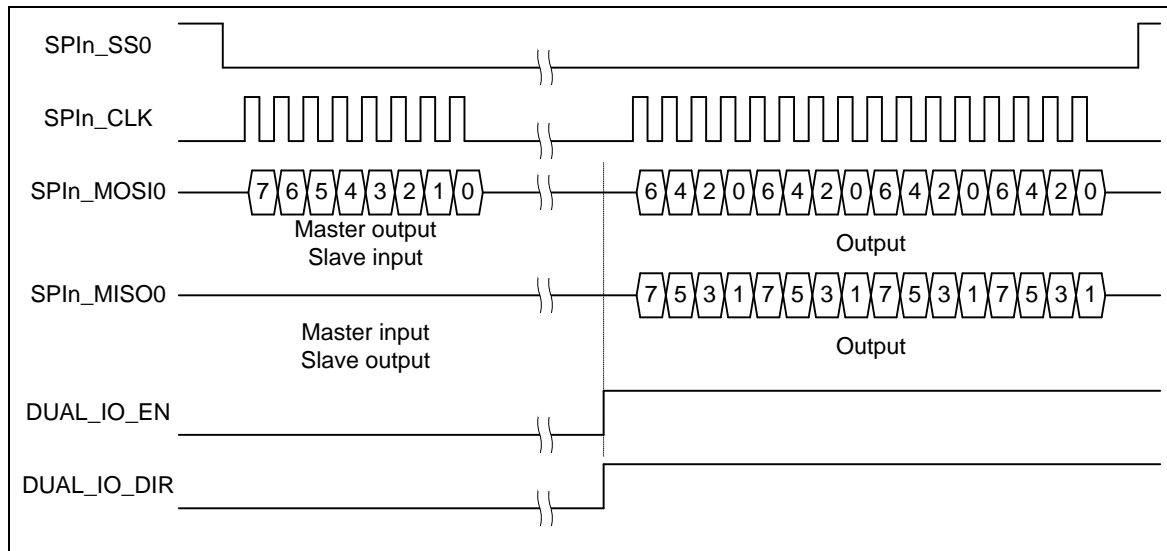 SPIn_SS0
SPIn_CLK
SPIn_MOSI0 7 6 5 4 3 2 1 0 6 4 2 0 6 4 2 0 6 4 2 0 6 4 2 0
Master output
Slave input
Output
SPIn_MISO0 7 5 3 1 7 5 3 1 7 5 3 1 7 5 3 1
Master input
Slave output
Output
DUAL_IO_EN
DUAL_IO_DIR